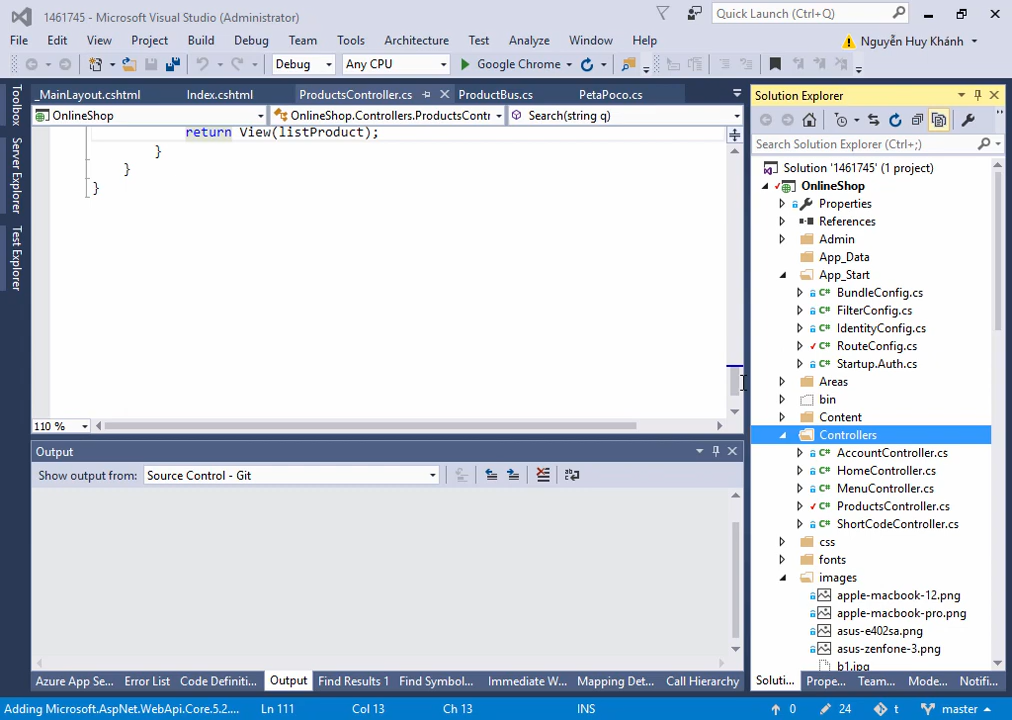 1461745 - Microsoft Visual Studio (Administrator)
Quick Launch (Ctrl+Q)
File Edit View Project Build Debug Team Tools Architecture Test Analyze Window Help
Nguyễn Huy Khánh
Debug Any CPU Google Chrome
_MainLayout.cshtml Index.cshtml ProductsController.cs ProductBus.cs PetaPoco.cs
OnlineShop OnlineShop.Controllers.ProductsContr Search(string q)
Toolbox
Server Explorer
Test Explorer
return View(listProduct);
}
}
}
110 %
Output
Show output from: Source Control - Git
Azure App Se... Error List Code Definiti... Output Find Results 1 Find Symbol... Immediate W... Mapping Det... Call Hierarchy
Solution Explorer
Search Solution Explorer (Ctrl+;)
Solution '1461745' (1 project)
OnlineShop
Properties
References
Admin
App_Data
App_Start
C# BundleConfig.cs
C# FilterConfig.cs
C# IdentityConfig.cs
C# RouteConfig.cs
C# Startup.Auth.cs
Areas
bin
Content
Controllers
C# AccountController.cs
C# HomeController.cs
C# MenuController.cs
C# ProductsController.cs
C# ShortCodeController.cs
css
fonts
images
apple-macbook-12.png
apple-macbook-pro.png
asus-e402sa.png
asus-zenfone-3.png
b1.jpg
Soluti... Prope... Team... Mode... Notifi...
Adding Microsoft.AspNet.WebApi.Core.5.2... Ln 111 Col 13 Ch 13 INS 0 24 t master